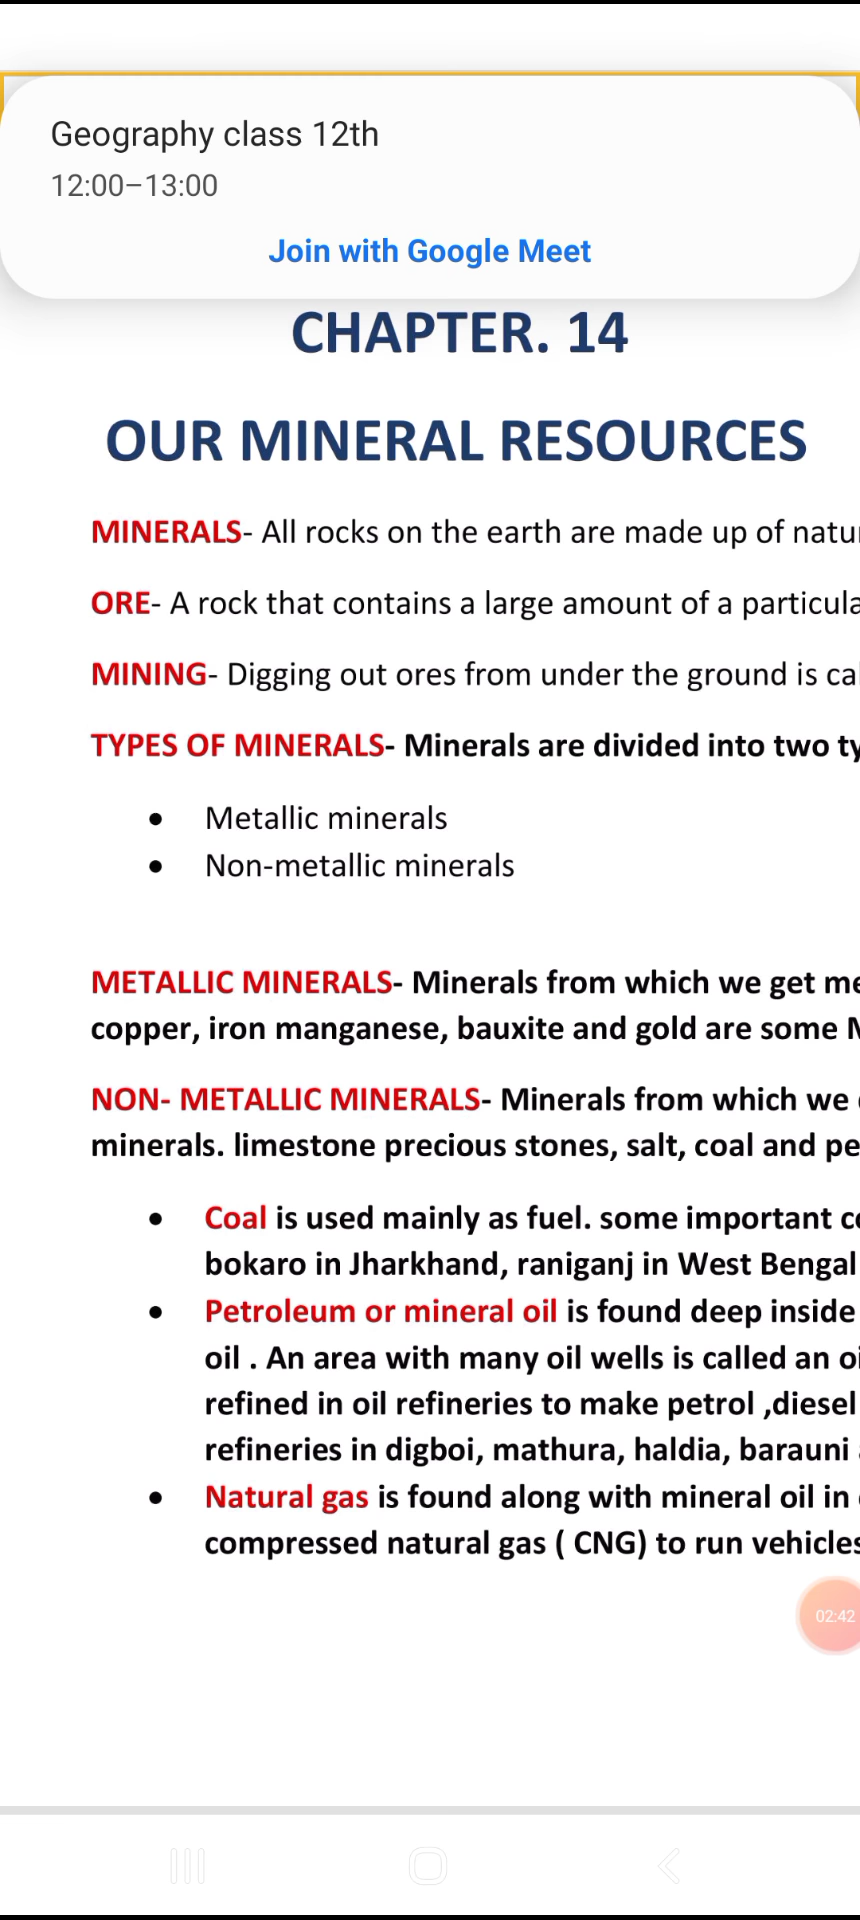 Geography class 12th
12:00–13:00
Join with Google Meet
CHAPTER. 14
OUR MINERAL RESOURCES
MINERALS- All rocks on the earth are made up of
ORE- A rock that contains a large amount of a
MINING- Digging out ores from under the ground is
TYPES OF MINERALS- Minerals are divided into two
• Metallic minerals
• Non-metallic minerals
METALLIC MINERALS- Minerals from which we get
copper, iron manganese, bauxite and gold are some
NON- METALLIC MINERALS- Minerals from which we
minerals. limestone precious stones, salt, coal and
• Coal is used mainly as fuel. some important
bokaro in Jharkhand, raniganj in West Bengal
• Petroleum or mineral oil is found deep inside
oil . An area with many oil wells is called an
refined in oil refineries to make petrol ,diesel
refineries in digboi, mathura, haldia, barauni
• Natural gas is found along with mineral oil in
compressed natural gas ( CNG) to run vehicles
02:42